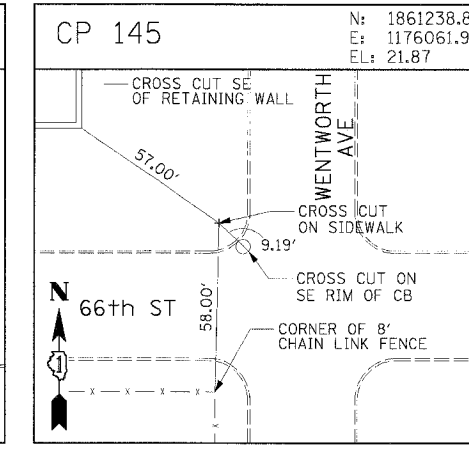 CP 145
N: 1861238.8
E: 1176061.9
EL: 21.87
CROSS CUT SE
OF RETAINING WALL
WENTWORTH
AVE
57.00'
CROSS CUT
ON SIDEWALK
9.19'
CROSS CUT ON
SE RIM OF CB
N
66th ST
58.00'
CORNER OF 8'
CHAIN LINK FENCE
x x x x
x